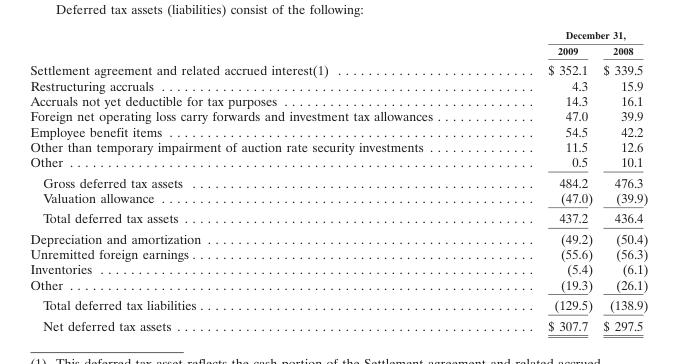 Deferred tax assets (liabilities) consist of the following:
December 31,
2009 2008
Settlement agreement and related accrued interest(1) $ 352.1 $ 339.5
Restructuring accruals 4.3 15.9
Accruals not yet deductible for tax purposes 14.3 16.1
Foreign net operating loss carry forwards and investment tax allowances 47.0 39.9
Employee benefit items 54.5 42.2
Other than temporary impairment of auction rate security investments 11.5 12.6
Other 0.5 10.1
Gross deferred tax assets 484.2 476.3
Valuation allowance (47.0) (39.9)
Total deferred tax assets 437.2 436.4
Depreciation and amortization (49.2) (50.4)
Unremitted foreign earnings (55.6) (56.3)
Inventories (5.4) (6.1)
Other (19.3) (26.1)
Total deferred tax liabilities (129.5) (138.9)
Net deferred tax assets $ 307.7 $ 297.5
(1) This deferred tax asset reflects the cash portion of the Settlement agreement and related accrued